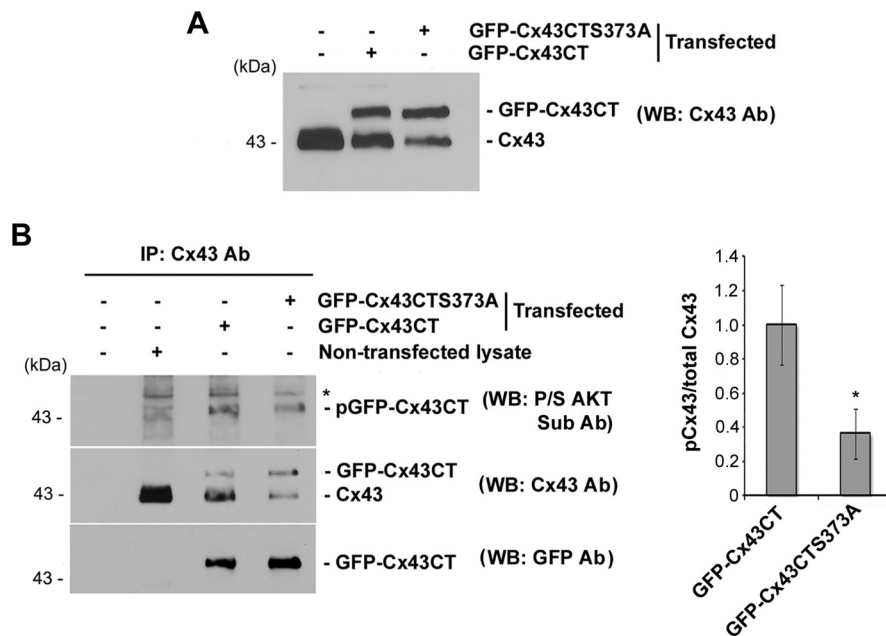 A
- - + GFP-Cx43CTS373A
- + - GFP-Cx43CT
Transfected
(kDa)
- GFP-Cx43CT (WB: Cx43 Ab)
43 - - Cx43
B
IP: Cx43 Ab
- - - + GFP-Cx43CTS373A
- - + - GFP-Cx43CT
Transfected
- + - - Non-transfected lysate
(kDa)
*
43 - - pGFP-Cx43CT (WB: P/S AKT
Sub Ab)
- GFP-Cx43CT
43 - - Cx43 (WB: Cx43 Ab)
- GFP-Cx43CT (WB: GFP Ab)
43 -
pCx43/total Cx43
1.4
1.2
1.0
0.8
0.6
0.4
0.2
0
*
GFP-Cx43CT
GFP-Cx43CTS373A